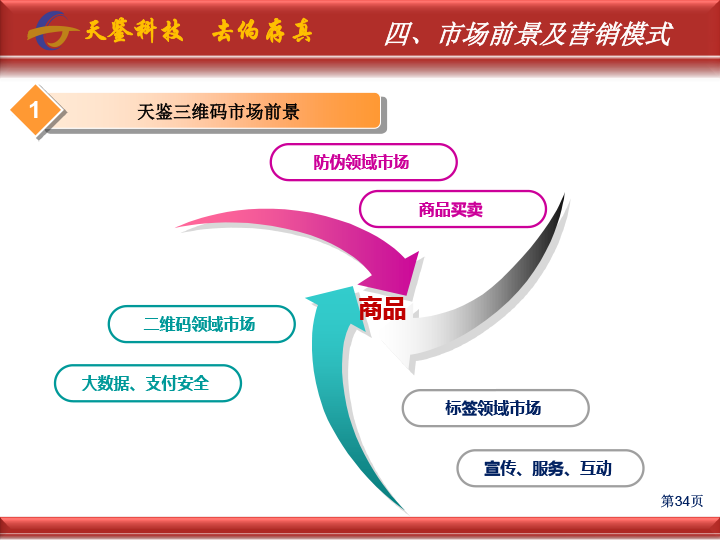 天鉴科技 去伪存真
四、市场前景及营销模式
1
天鉴三维码市场前景
防伪领域市场
商品买卖
商品
二维码领域市场
大数据、支付安全
标签领域市场
宣传、服务、互动
第34页